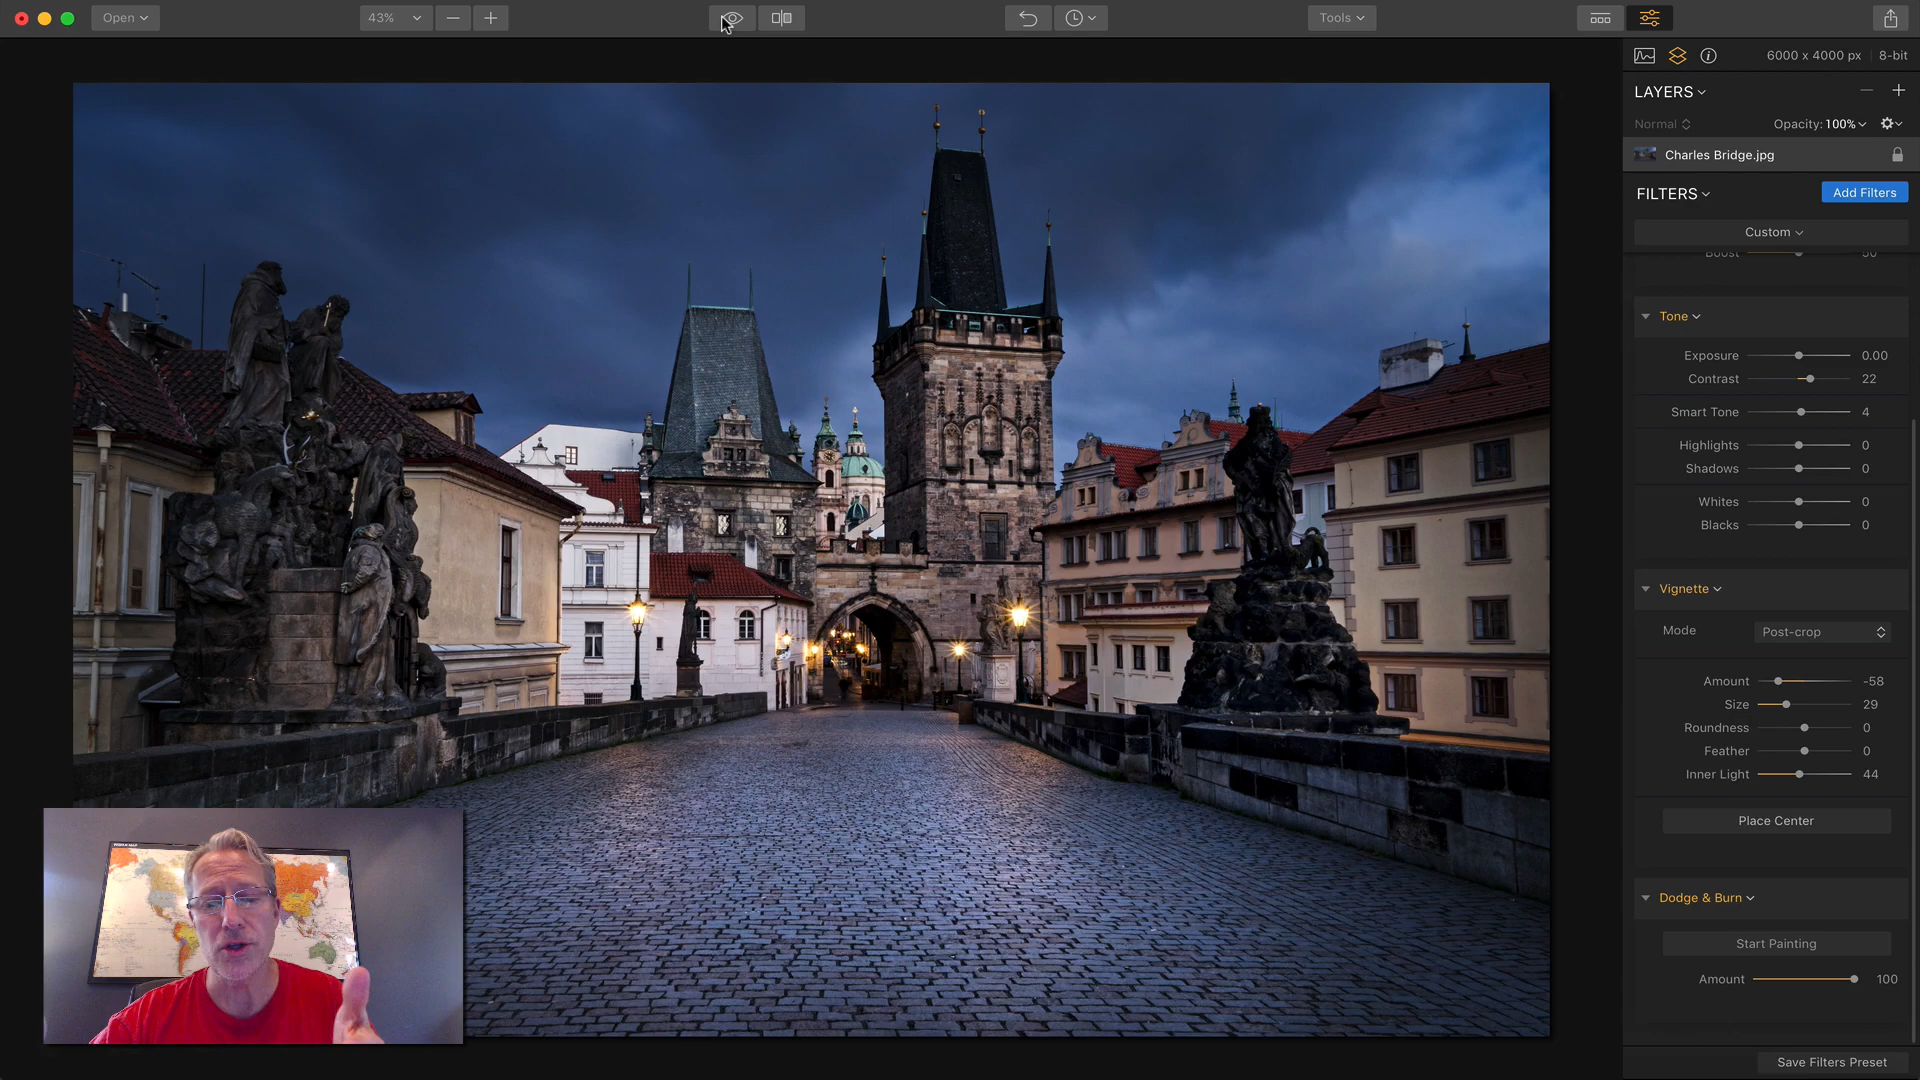 Open
43%
Tools
6000 x 4000 px 8-bit
LAYERS
Normal Opacity: 100%
Charles Bridge.jpg
FILTERS Add Filters
Custom
Boost 50
Tone
Exposure 0.00
Contrast 22
Smart Tone 4
Highlights 0
Shadows 0
Whites 0
Blacks 0
Vignette
Mode Post-crop
Amount -58
Size 29
Roundness 0
Feather 0
Inner Light 44
Place Center
Dodge & Burn
Start Painting
Amount 100
Save Filters Preset